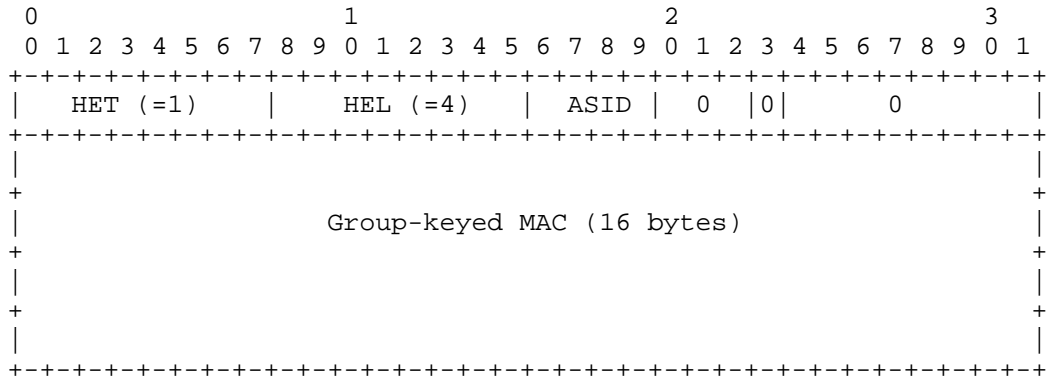 0                   1                   2                   3
 0 1 2 3 4 5 6 7 8 9 0 1 2 3 4 5 6 7 8 9 0 1 2 3 4 5 6 7 8 9 0 1
+-+-+-+-+-+-+-+-+-+-+-+-+-+-+-+-+-+-+-+-+-+-+-+-+-+-+-+-+-+-+-+-+
|   HET (=1)    |    HEL (=4)   |  ASID |  0  |0|      0        |
+-+-+-+-+-+-+-+-+-+-+-+-+-+-+-+-+-+-+-+-+-+-+-+-+-+-+-+-+-+-+-+-+
|                                                               |
+                                                               +
|                   Group-keyed MAC (16 bytes)                  |
+                                                               +
|                                                               |
+                                                               +
|                                                               |
+-+-+-+-+-+-+-+-+-+-+-+-+-+-+-+-+-+-+-+-+-+-+-+-+-+-+-+-+-+-+-+-+